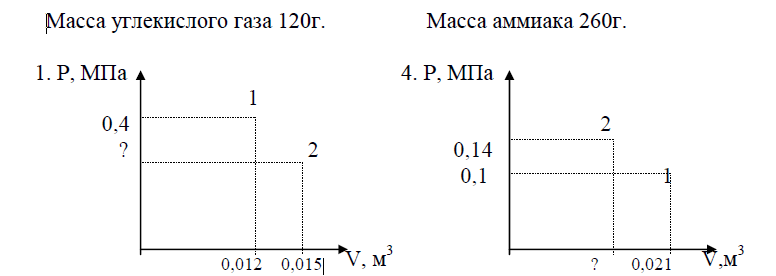 Масса углекислого газа 120г.
Масса аммиака 260г.
1. Р, МПа
1
0,4
?
2
0,012
0,015
V, м³
4. Р, МПа
2
0,14
0,1
1
?
0,021
V,м³